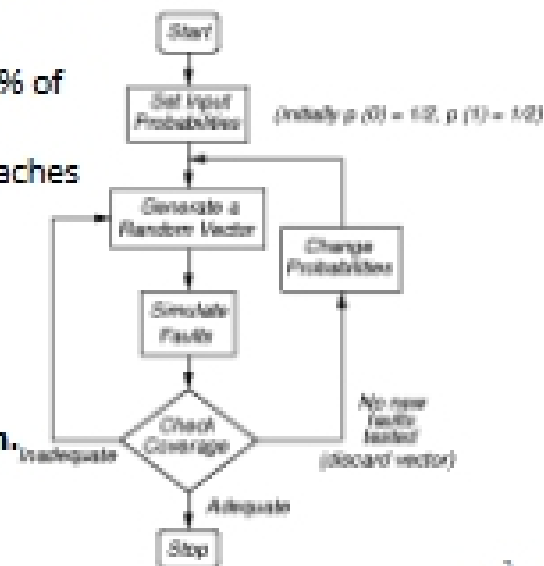 % of
aches
n.
Start
Set Input
Probabilities
(Initially p (0) = 1/2, p (1) = 1/2)
Generate a
Random Vector
Change
Probabilities
Simulate
Faults
Check
Coverage
Inadequate
No new
faults
tested
(discard vector)
Adequate
Stop